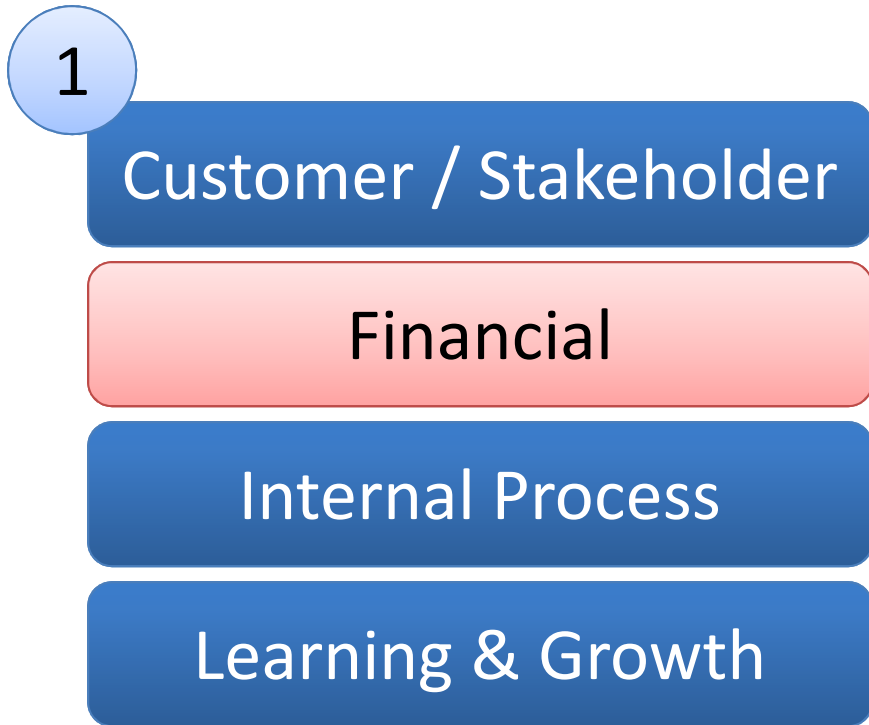 1
Customer / Stakeholder
Financial
Internal Process
Learning & Growth